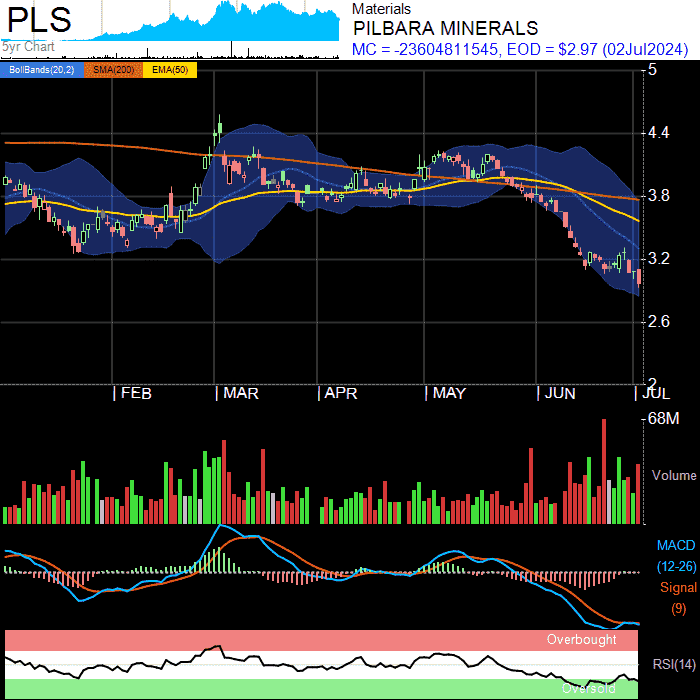 PLS
5yr Chart
Materials
PILBARA MINERALS
MC = -23604811545, EOD = $2.97 (02Jul2024)
BollBands(20,2) SMA(200) EMA(50)
5
4.4
3.8
3.2
2.6
2
FEB MAR APR MAY JUN JUL
68M
Volume
MACD
(12-26)
Signal
(9)
Overbought
RSI(14)
Oversold